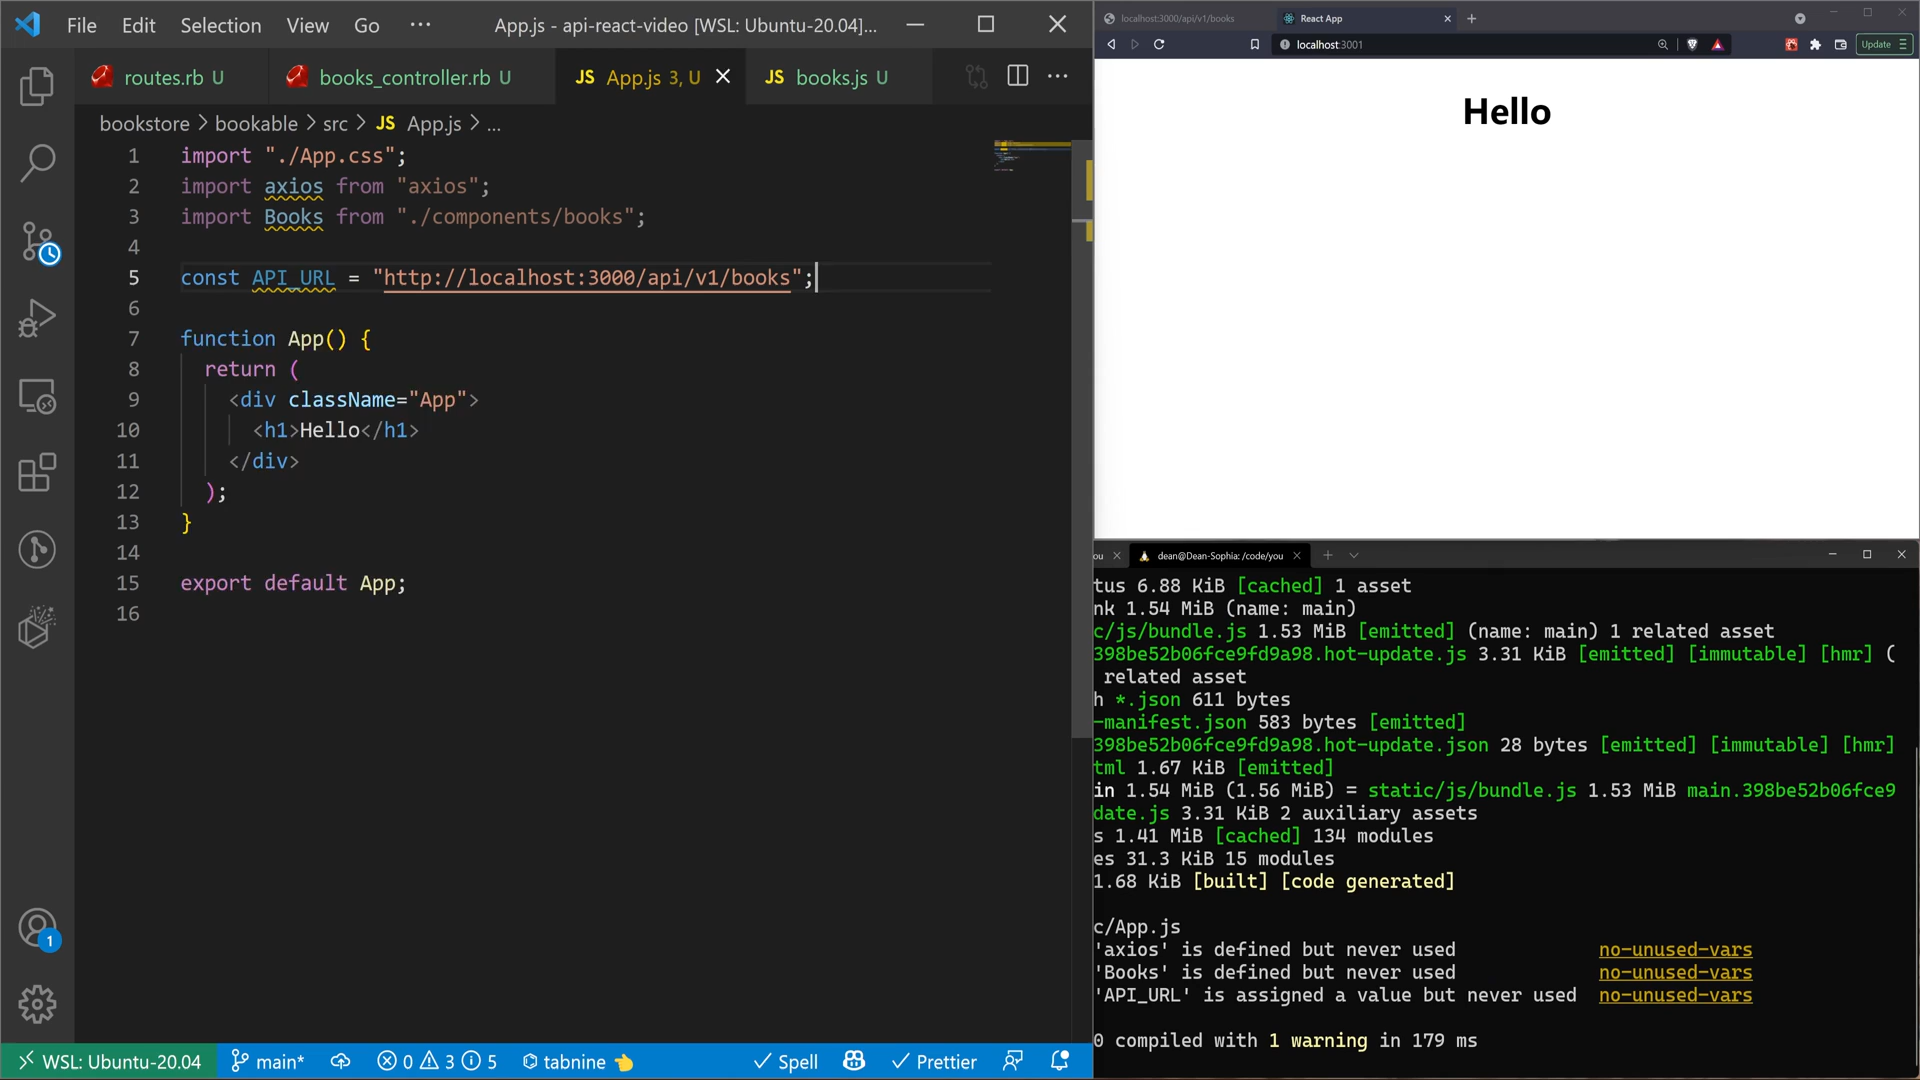 File Edit Selection View Go ··· App.js - api-react-video [WSL: Ubuntu-20.04]...
routes.rb U books_controller.rb U JS App.js 3, U JS books.js U ···
bookstore > bookable > src > JS App.js > ...
1 import "./App.css";
2 import axios from "axios";
3 import Books from "./components/books";
4
5 const API_URL = "http://localhost:3000/api/v1/books";
6
7 function App() {
8 return (
9 <div className="App">
10 <h1>Hello</h1>
11 </div>
12 );
13 }
14
15 export default App;
16
1
WSL: Ubuntu-20.04 main* 0 3 5 tabnine Spell Prettier
localhost:3000/api/v1/books React App
localhost:3001 Update
Hello
ou dean@Dean-Sophia: /code/you
tus 6.88 KiB [cached] 1 asset
nk 1.54 MiB (name: main)
c/js/bundle.js 1.53 MiB [emitted] (name: main) 1 related asset
398be52b06fce9fd9a98.hot-update.js 3.31 KiB [emitted] [immutable] [hmr] (
related asset
h *.json 611 bytes
-manifest.json 583 bytes [emitted]
398be52b06fce9fd9a98.hot-update.json 28 bytes [emitted] [immutable] [hmr]
tml 1.67 KiB [emitted]
in 1.54 MiB (1.56 MiB) = static/js/bundle.js 1.53 MiB main.398be52b06fce9
date.js 3.31 KiB 2 auxiliary assets
s 1.41 MiB [cached] 134 modules
es 31.3 KiB 15 modules
1.68 KiB [built] [code generated]
c/App.js
'axios' is defined but never used no-unused-vars
'Books' is defined but never used no-unused-vars
'API_URL' is assigned a value but never used no-unused-vars
0 compiled with 1 warning in 179 ms